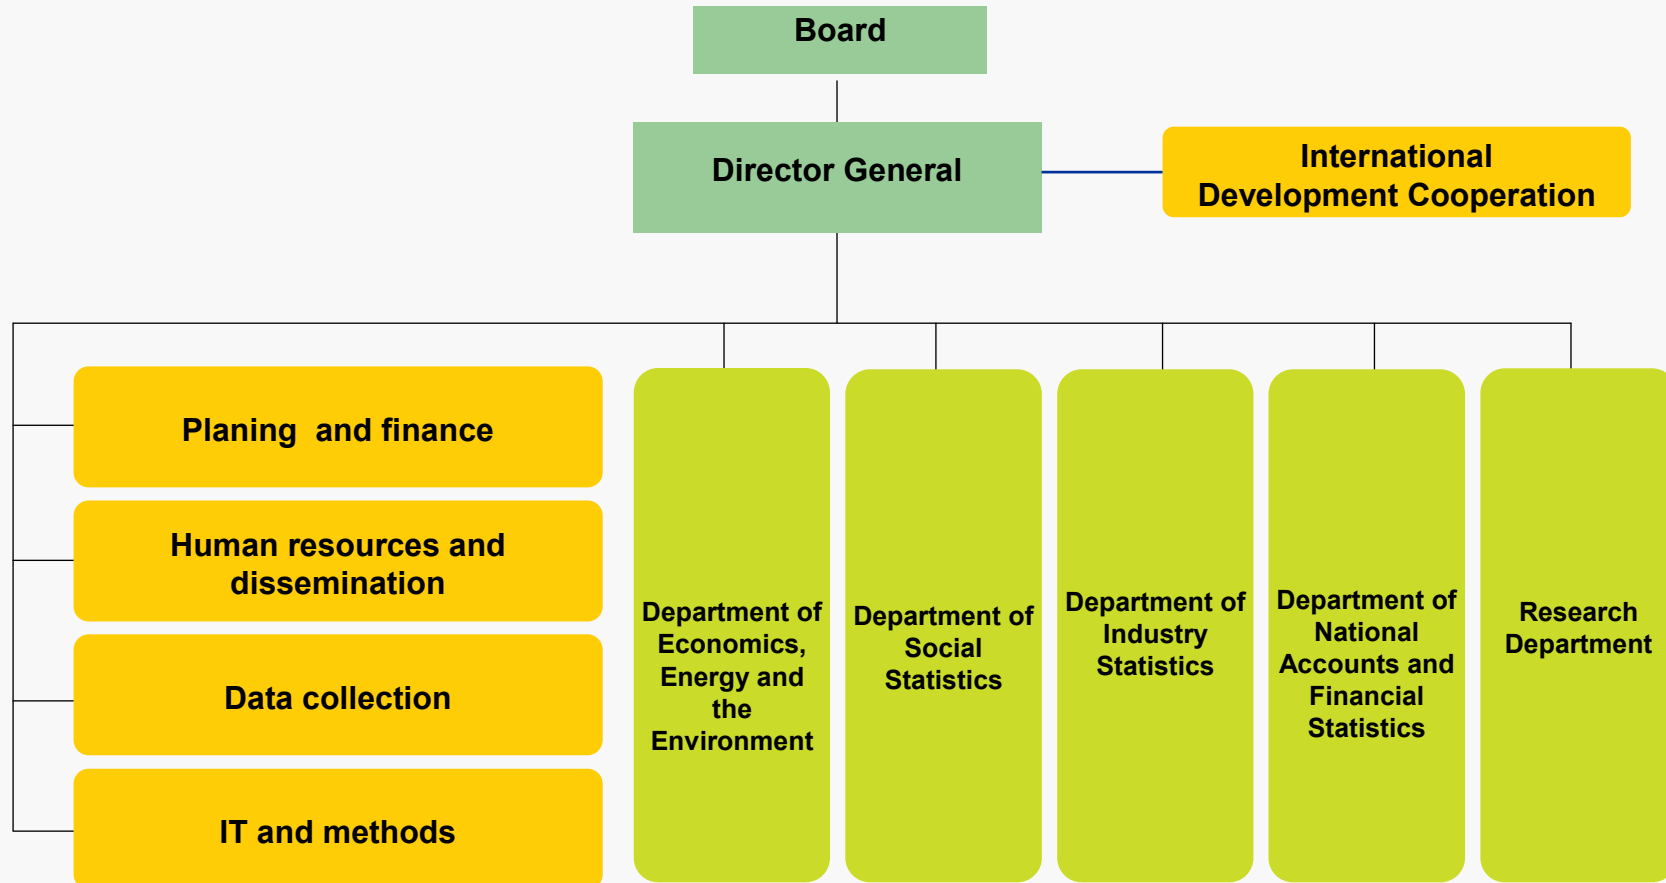 Board
Director General
International
Development Cooperation
Planing  and finance
Human resources and
dissemination
Data collection
IT and methods
Department of
Economics,
Energy and
the
Environment
Department of
Social
Statistics
Department of
Industry
Statistics
Department of
National
Accounts and
Financial
Statistics
Research
Department